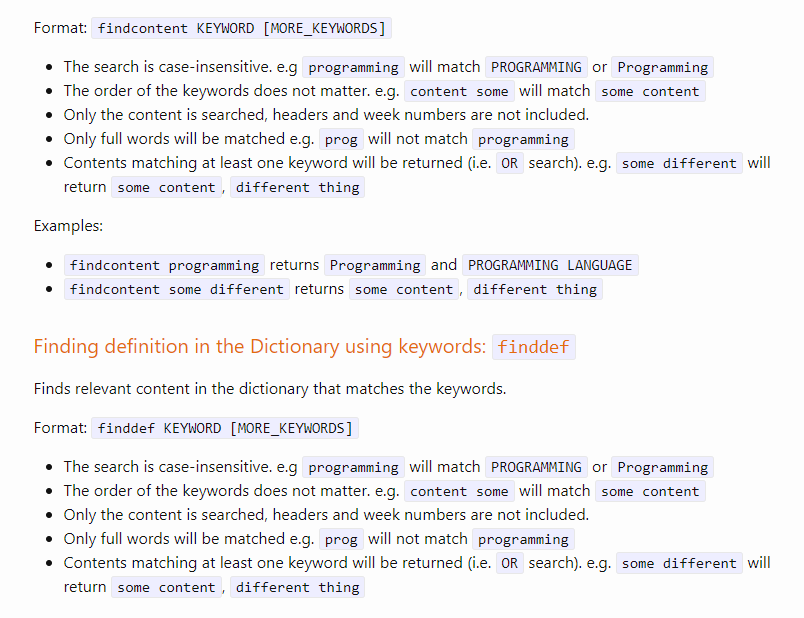 Format: findcontent KEYWORD [MORE_KEYWORDS]
• The search is case-insensitive. e.g programming will match PROGRAMMING or Programming
• The order of the keywords does not matter. e.g. content some will match some content
• Only the content is searched, headers and week numbers are not included.
• Only full words will be matched e.g. prog will not match programming
• Contents matching at least one keyword will be returned (i.e. OR search). e.g. some different will
return some content, different thing
Examples:
• findcontent programming returns Programming and PROGRAMMING LANGUAGE
• findcontent some different returns some content, different thing
Finding definition in the Dictionary using keywords: finddef
Finds relevant content in the dictionary that matches the keywords.
Format: finddef KEYWORD [MORE_KEYWORDS]
• The search is case-insensitive. e.g programming will match PROGRAMMING or Programming
• The order of the keywords does not matter. e.g. content some will match some content
• Only the content is searched, headers and week numbers are not included.
• Only full words will be matched e.g. prog will not match programming
• Contents matching at least one keyword will be returned (i.e. OR search). e.g. some different will
return some content, different thing